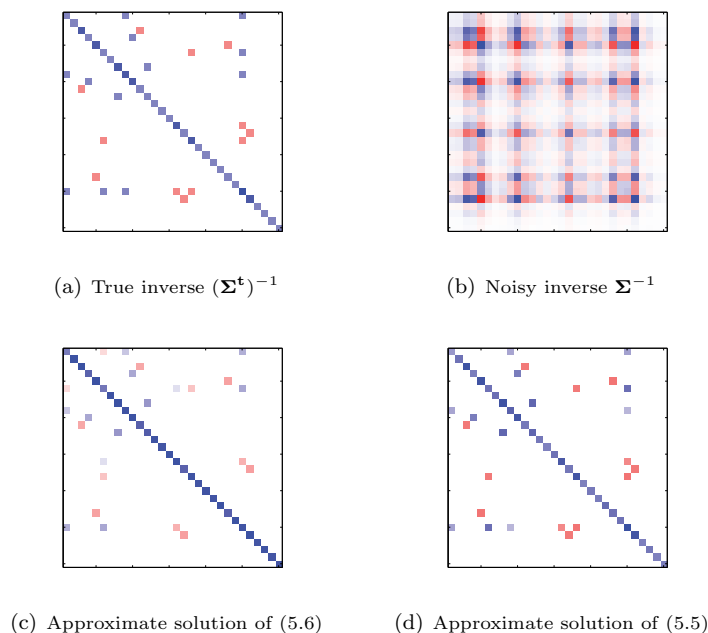 (a) True inverse (𝚺ᵗ)⁻¹
(b) Noisy inverse 𝚺⁻¹
(c) Approximate solution of (5.6)
(d) Approximate solution of (5.5)